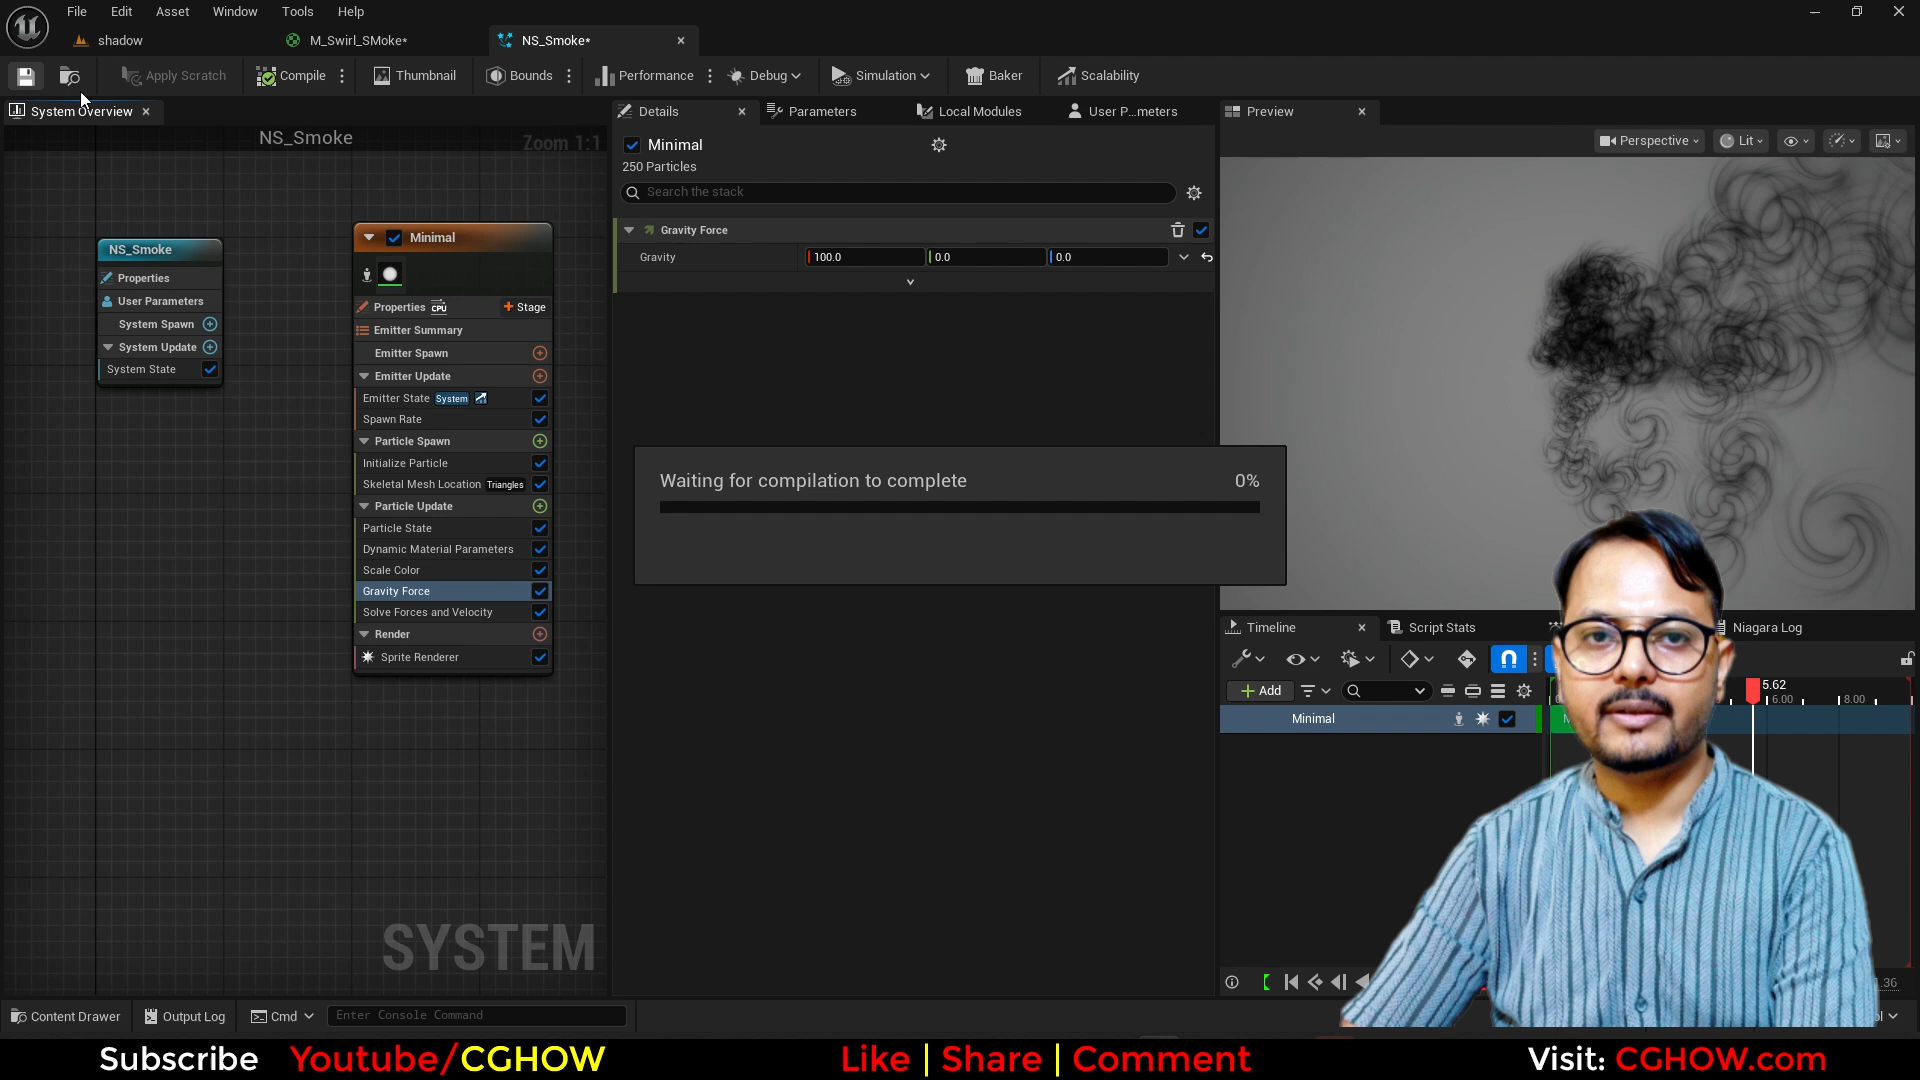 File Edit Asset Window Tools Help
shadow M_Swirl_SMoke* NS_Smoke*
Apply Scratch Compile Thumbnail Bounds Performance Debug Simulation Baker Scalability
System Overview
NS_Smoke
Zoom 1:1
NS_Smoke
Properties
User Parameters
System Spawn
System Update
System State
Minimal
Properties CPU Stage
Emitter Summary
Emitter Spawn
Emitter Update
Emitter State System
Spawn Rate
Particle Spawn
Initialize Particle
Skeletal Mesh Location Triangles
Particle Update
Particle State
Dynamic Material Parameters
Scale Color
Gravity Force
Solve Forces and Velocity
Render
Sprite Renderer
SYSTEM
Details Parameters Local Modules User P...meters
Minimal
250 Particles
Search the stack
Gravity Force
Gravity 100.0 0.0 0.0
Waiting for compilation to complete 0%
Preview
Perspective Lit
Timeline Script Stats Niagara Log
Add 5.62
6.00 8.00
Minimal
Content Drawer Output Log Cmd Enter Console Command
Subscribe Youtube/CGHOW Like | Share | Comment Visit: CGHOW.com